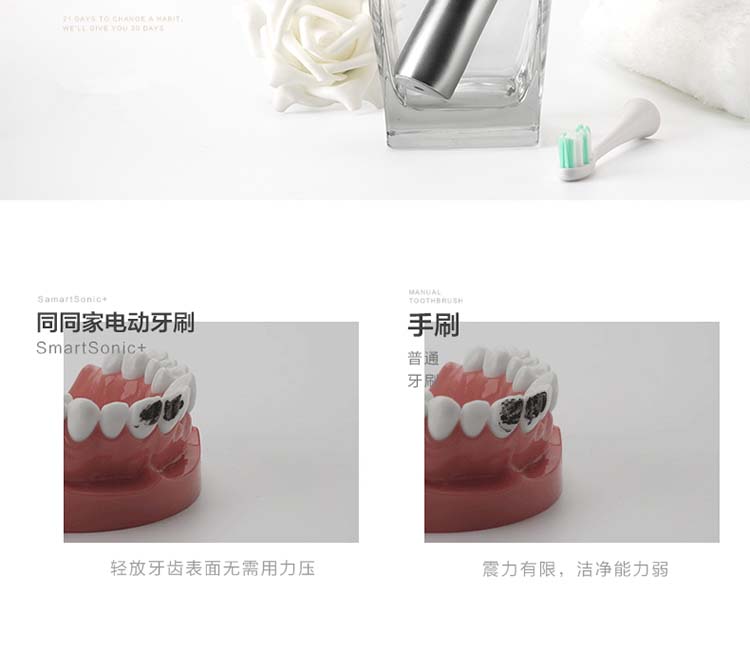 21 DAYS TO CHANGE A HABIT,
WE'LL GIVE YOU 30 DAYS
SamartSonic+
同同家电动牙刷
SmartSonic+
轻放牙齿表面无需用力压
MANUAL
TOOTHBRUSH
手刷
普通
牙刷
震力有限，洁净能力弱